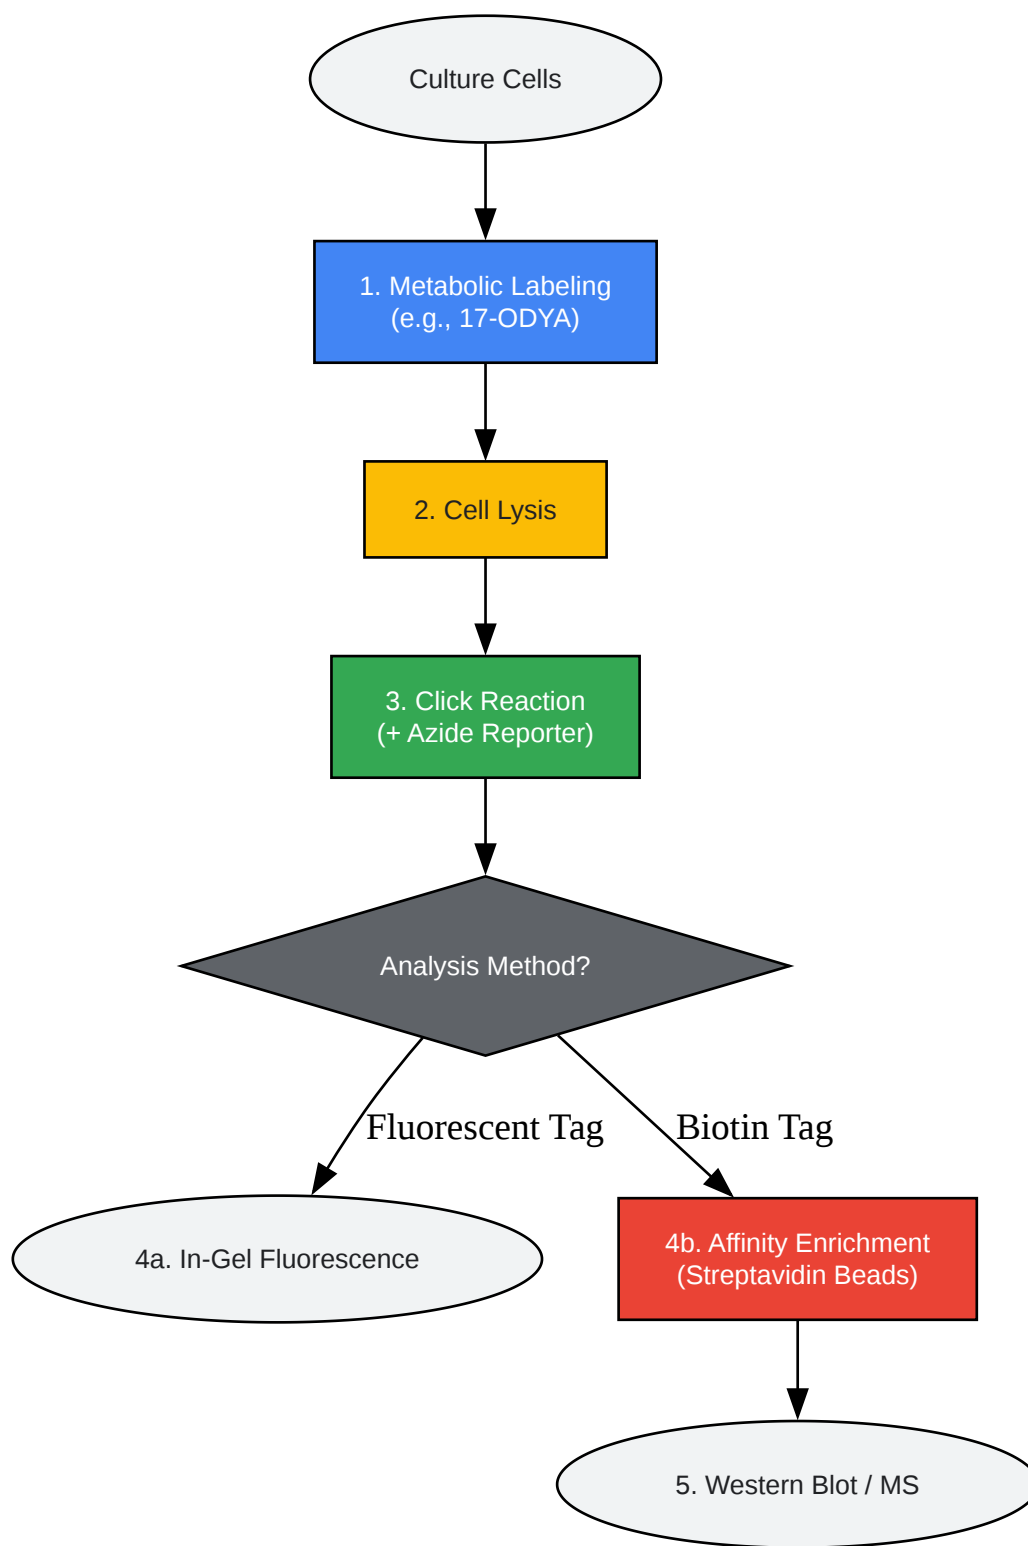 Culture Cells
1. Metabolic Labeling
(e.g., 17-ODYA)
2. Cell Lysis
3. Click Reaction
(+ Azide Reporter)
Analysis Method?
Fluorescent Tag
Biotin Tag
4a. In-Gel Fluorescence
4b. Affinity Enrichment
(Streptavidin Beads)
5. Western Blot / MS